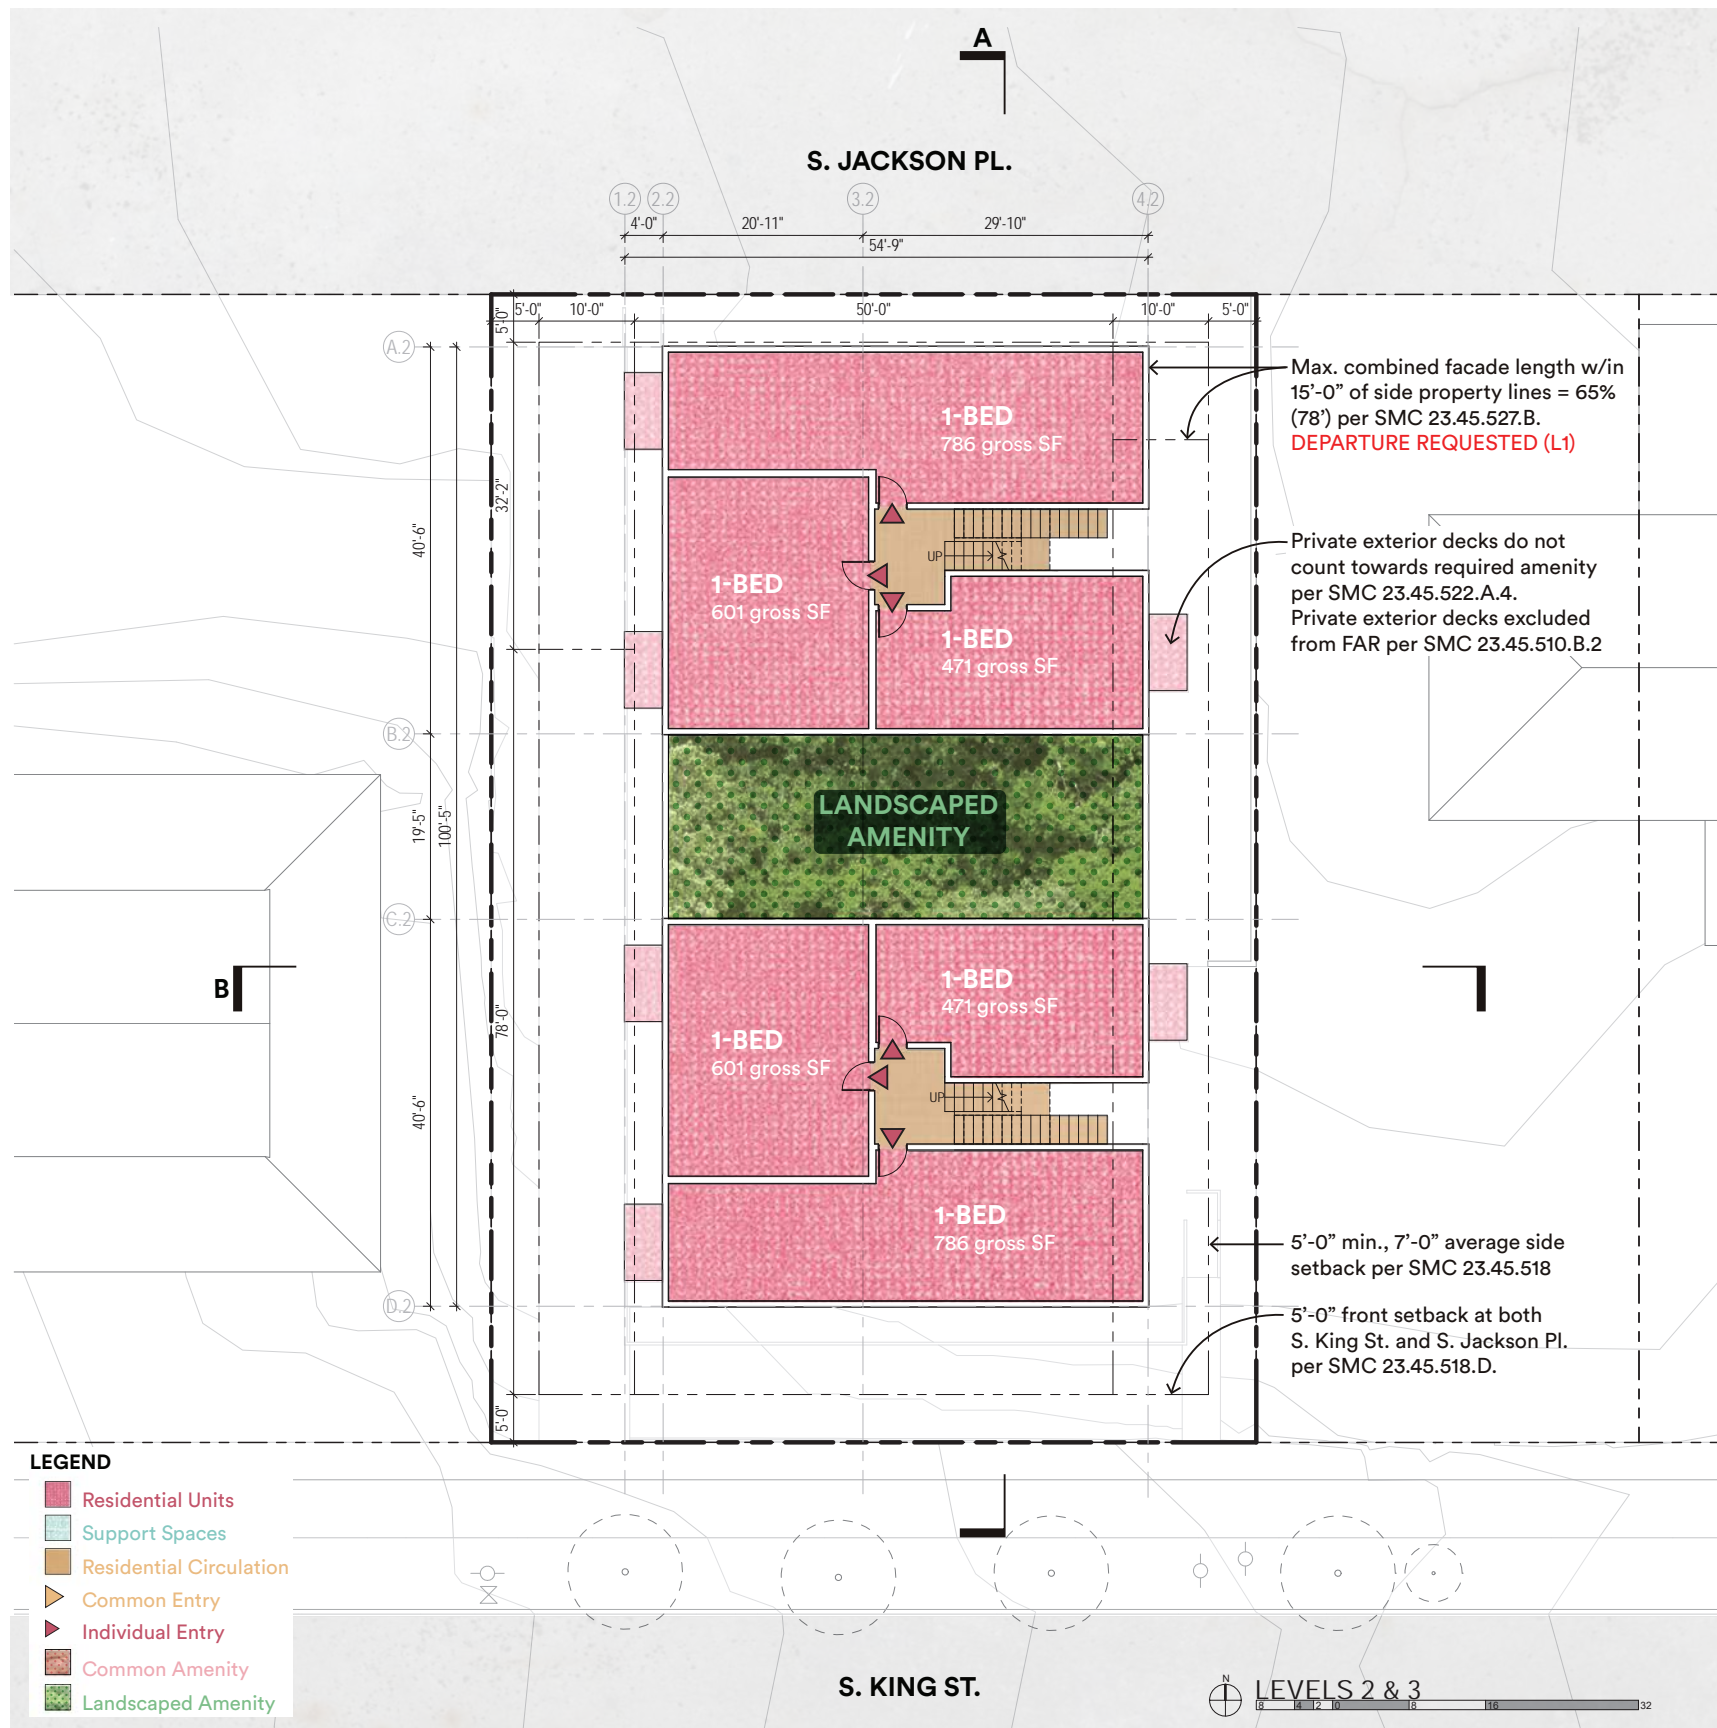 A
S. JACKSON PL.
1.2
2.2
3.2
4.2
4'-0"
20'-11"
29'-10"
54'-9"
5'-0"
10'-0"
50'-0"
10'-0"
5'-0"
5'-0"
A.2
Max. combined facade length w/in
15'-0" of side property lines = 65%
(78') per SMC 23.45.527.B.
DEPARTURE REQUESTED (L1)
1-BED
786 gross SF
32'-2"
40'-6"
UP
Private exterior decks do not
count towards required amenity
per SMC 23.45.522.A.4.
Private exterior decks excluded
from FAR per SMC 23.45.510.B.2
1-BED
601 gross SF
1-BED
471 gross SF
B.2
LANDSCAPED
AMENITY
19'-5"
100'-5"
C.2
B
1-BED
471 gross SF
78'-0"
1-BED
601 gross SF
40'-6"
UP
1-BED
786 gross SF
5'-0" min., 7'-0" average side
setback per SMC 23.45.518
D.2
5'-0" front setback at both
S. King St. and S. Jackson Pl.
per SMC 23.45.518.D.
5'-0"
LEGEND
Residential Units
Support Spaces
Residential Circulation
Common Entry
Individual Entry
Common Amenity
Landscaped Amenity
S. KING ST.
N
LEVELS 2 & 3
8 4 2 0 8 16 32